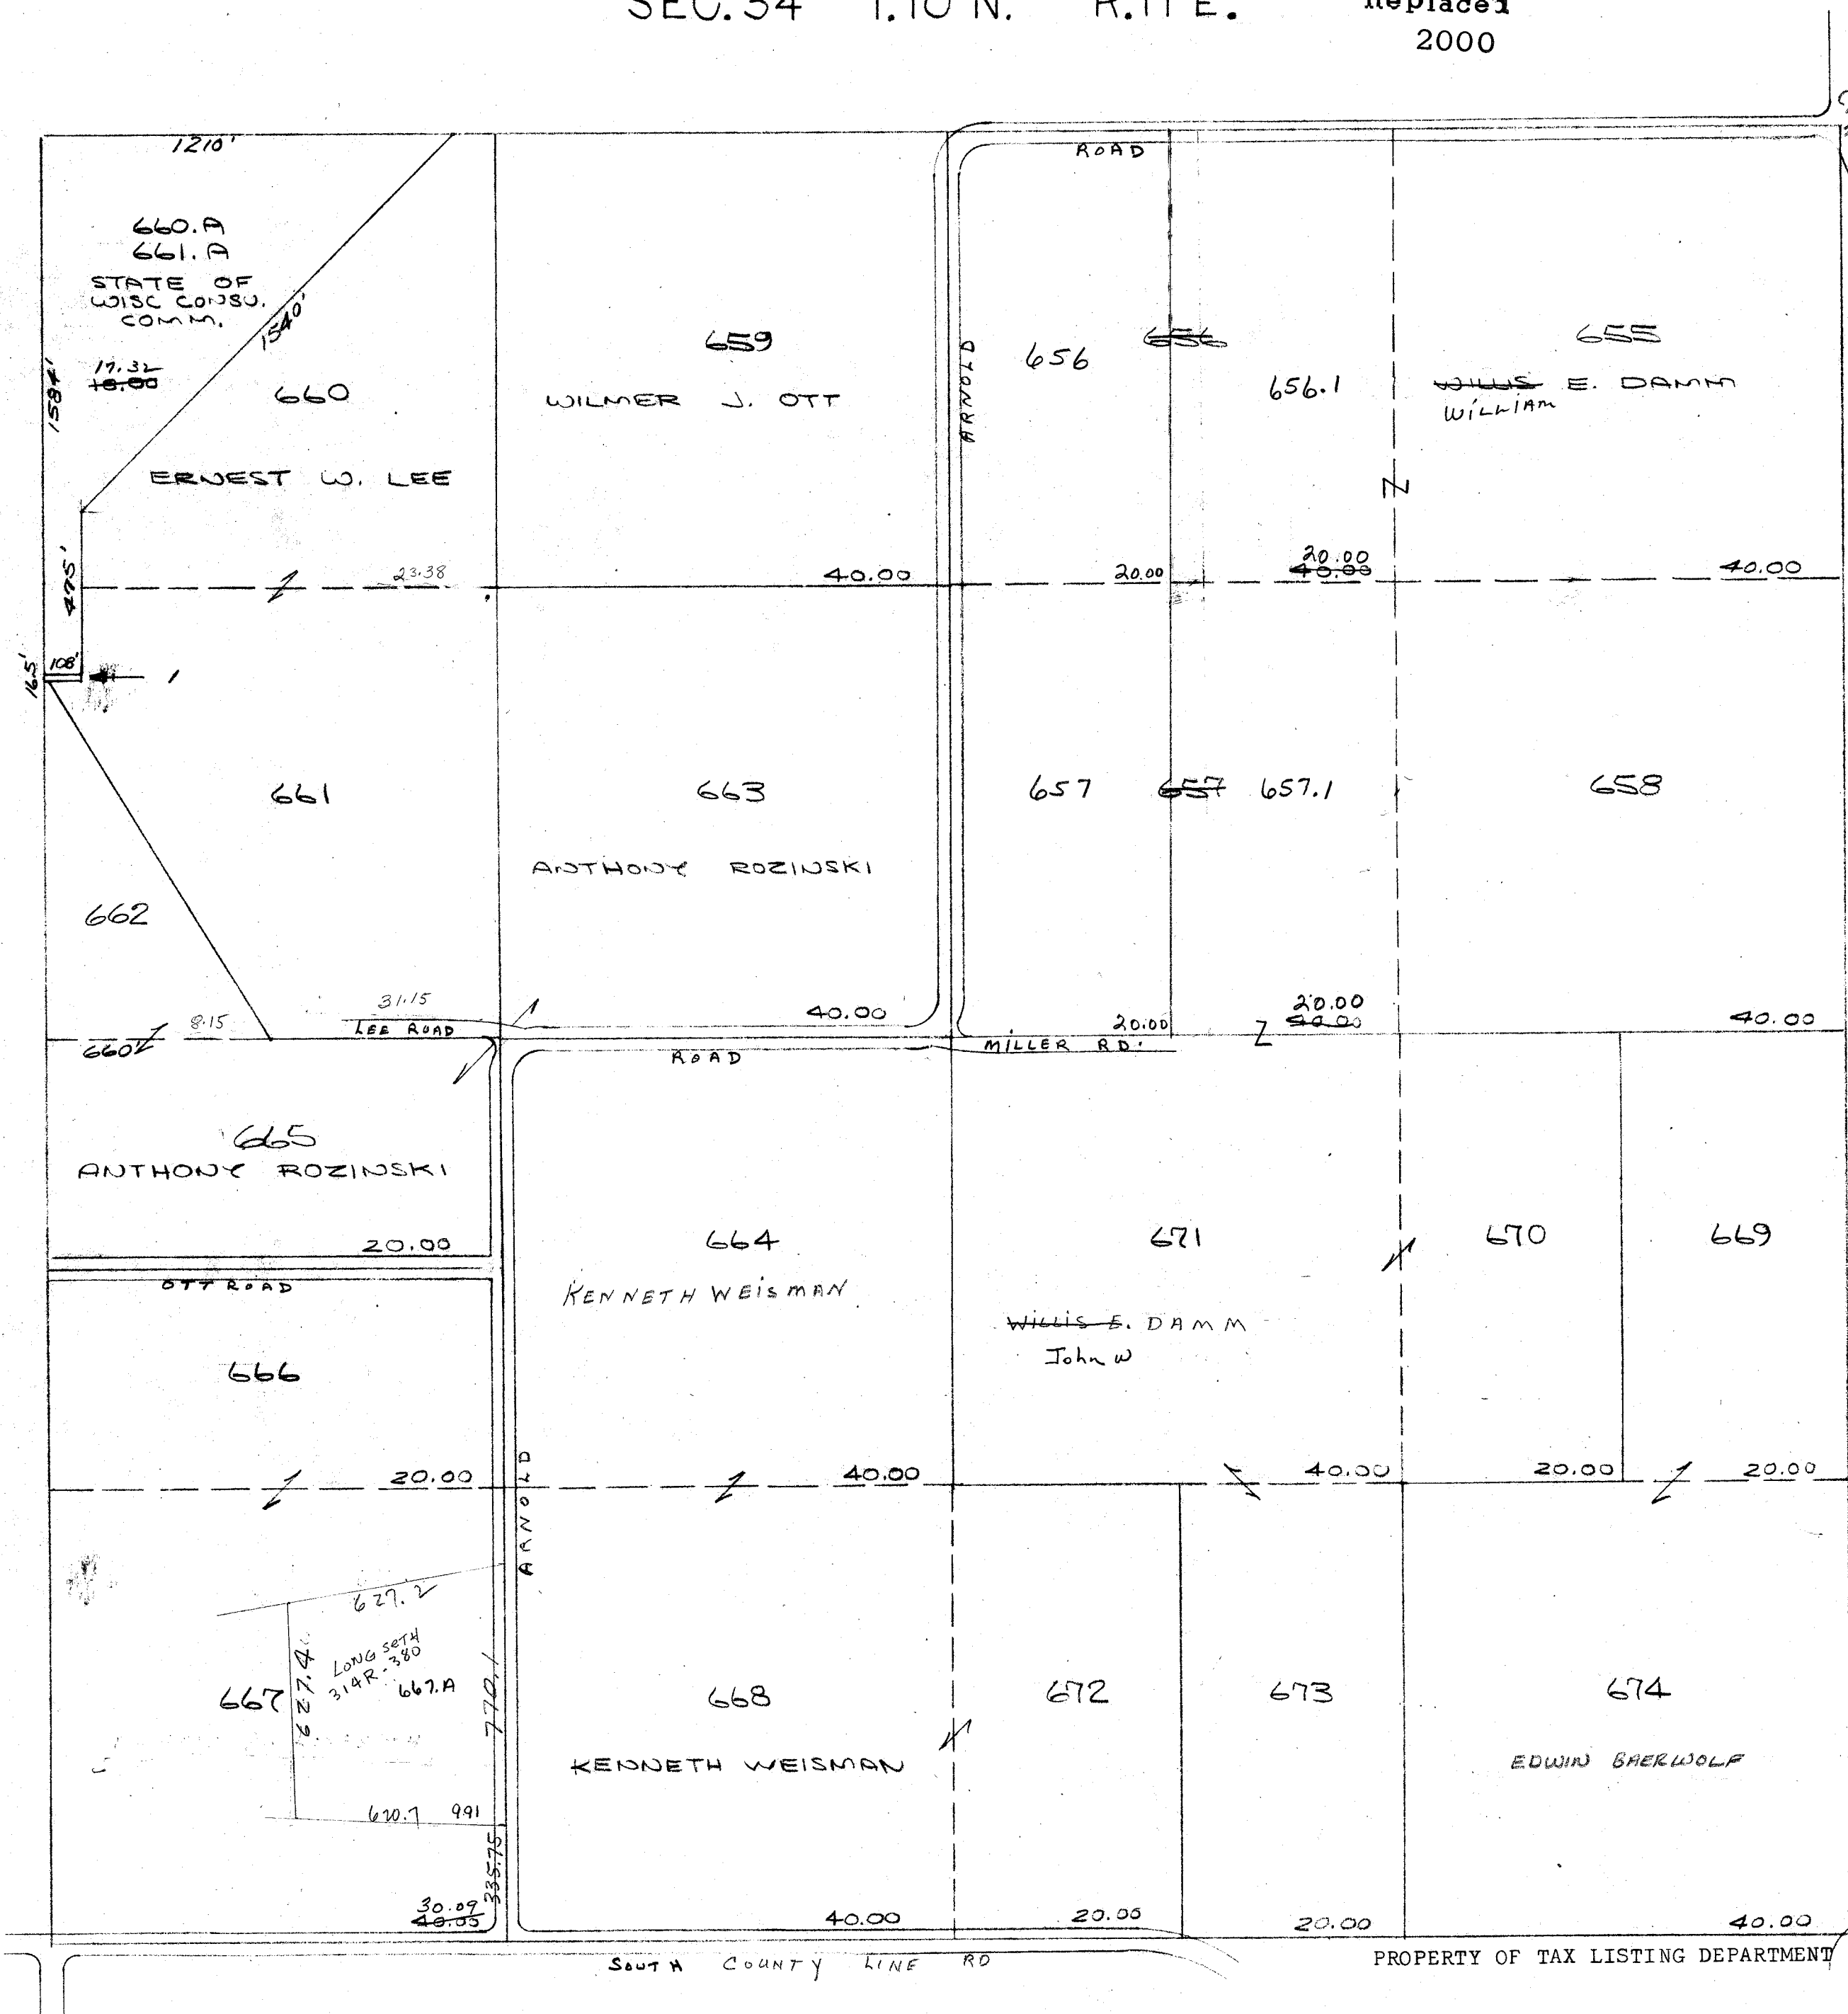 SEC. 34 T. 10 N. R. 11 E.
Replaced
2000
1210'
ROAD
660.A
661.A
STATE OF
WISC CONSV.
COMM.
17.32
18.00
1540'
1584'
660
ERNEST W. LEE
659
WILMER J. OTT
ARNOLD
656
656
656.1
655
WILLIS E. DAMM
WILLIAM
475'
23.38
40.00
20.00
20.00
40.00
40.00
16.5'
108'
661
663
ANTHONY ROZINSKI
657
657
657.1
658
662
8.15
31.15
LEE ROAD
40.00
20.00
20.00
40.00
40.00
660
ROAD
MILLER RD.
665
ANTHONY ROZINSKI
20.00
OTT ROAD
664
KENNETH WEISMAN
671
WILLIS E. DAMM
John W
670
669
666
20.00
ARNOLD
40.00
40.00
20.00
20.00
627.2
627.4
LONG SETH
314R-380
667.A
770.1
667
620.7 9.91
335.75
30.09
40.00
668
KENNETH WEISMAN
672
673
674
EDWIN BAERWOLF
40.00
20.00
20.00
40.00
SOUTH COUNTY LINE RD
PROPERTY OF TAX LISTING DEPARTMENT